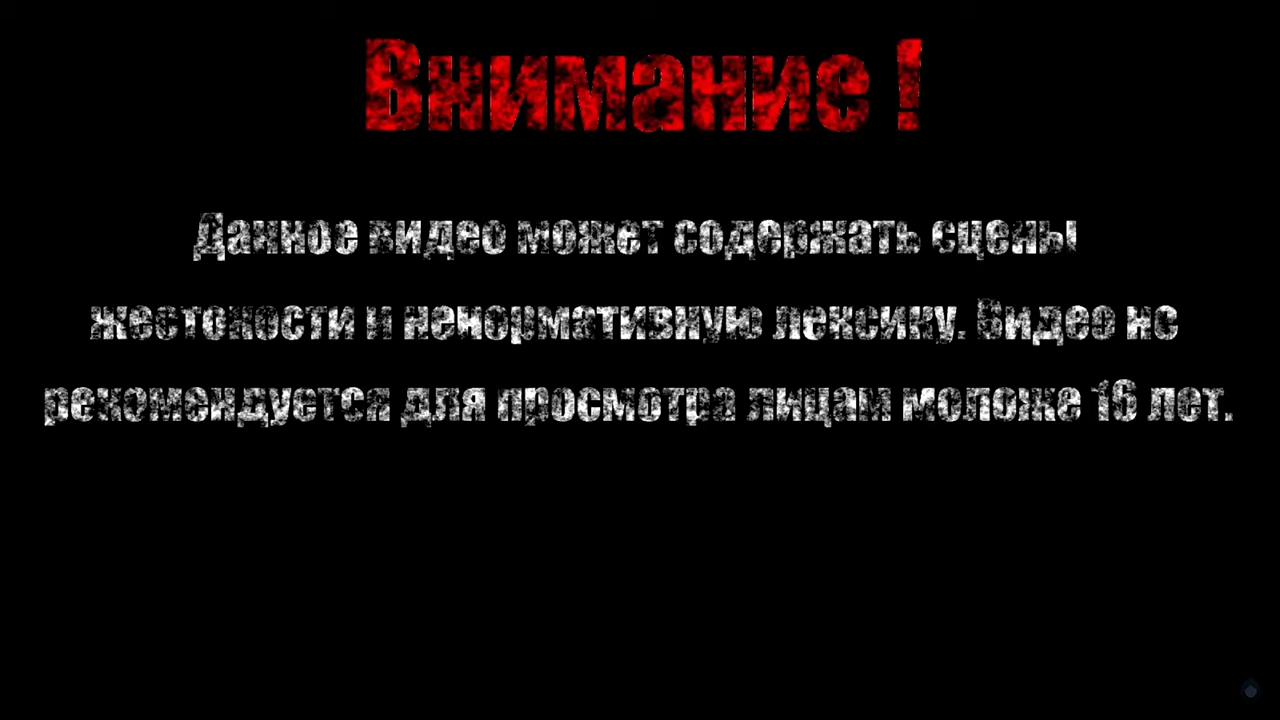 Внимание !
Данное видео может содержать сцены
жестокости и ненормативную лексику. Видео не
рекомендуется для просмотра лицам моложе 16 лет.